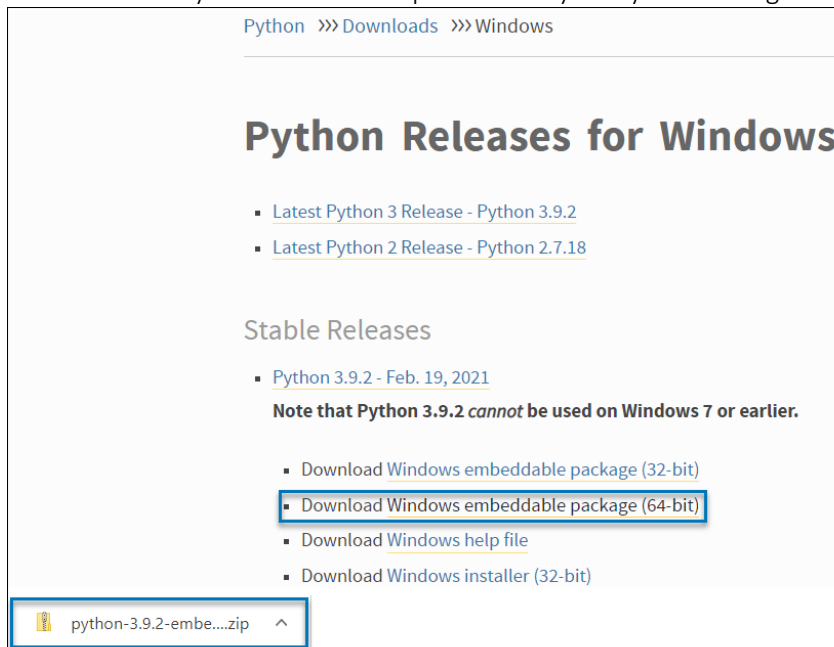 Python >>> Downloads >>> Windows
Python Releases for Windows
Latest Python 3 Release - Python 3.9.2
Latest Python 2 Release - Python 2.7.18
Stable Releases
Python 3.9.2 - Feb. 19, 2021
Note that Python 3.9.2 cannot be used on Windows 7 or earlier.
Download Windows embeddable package (32-bit)
Download Windows embeddable package (64-bit)
Download Windows help file
Download Windows installer (32-bit)
python-3.9.2-embe....zip